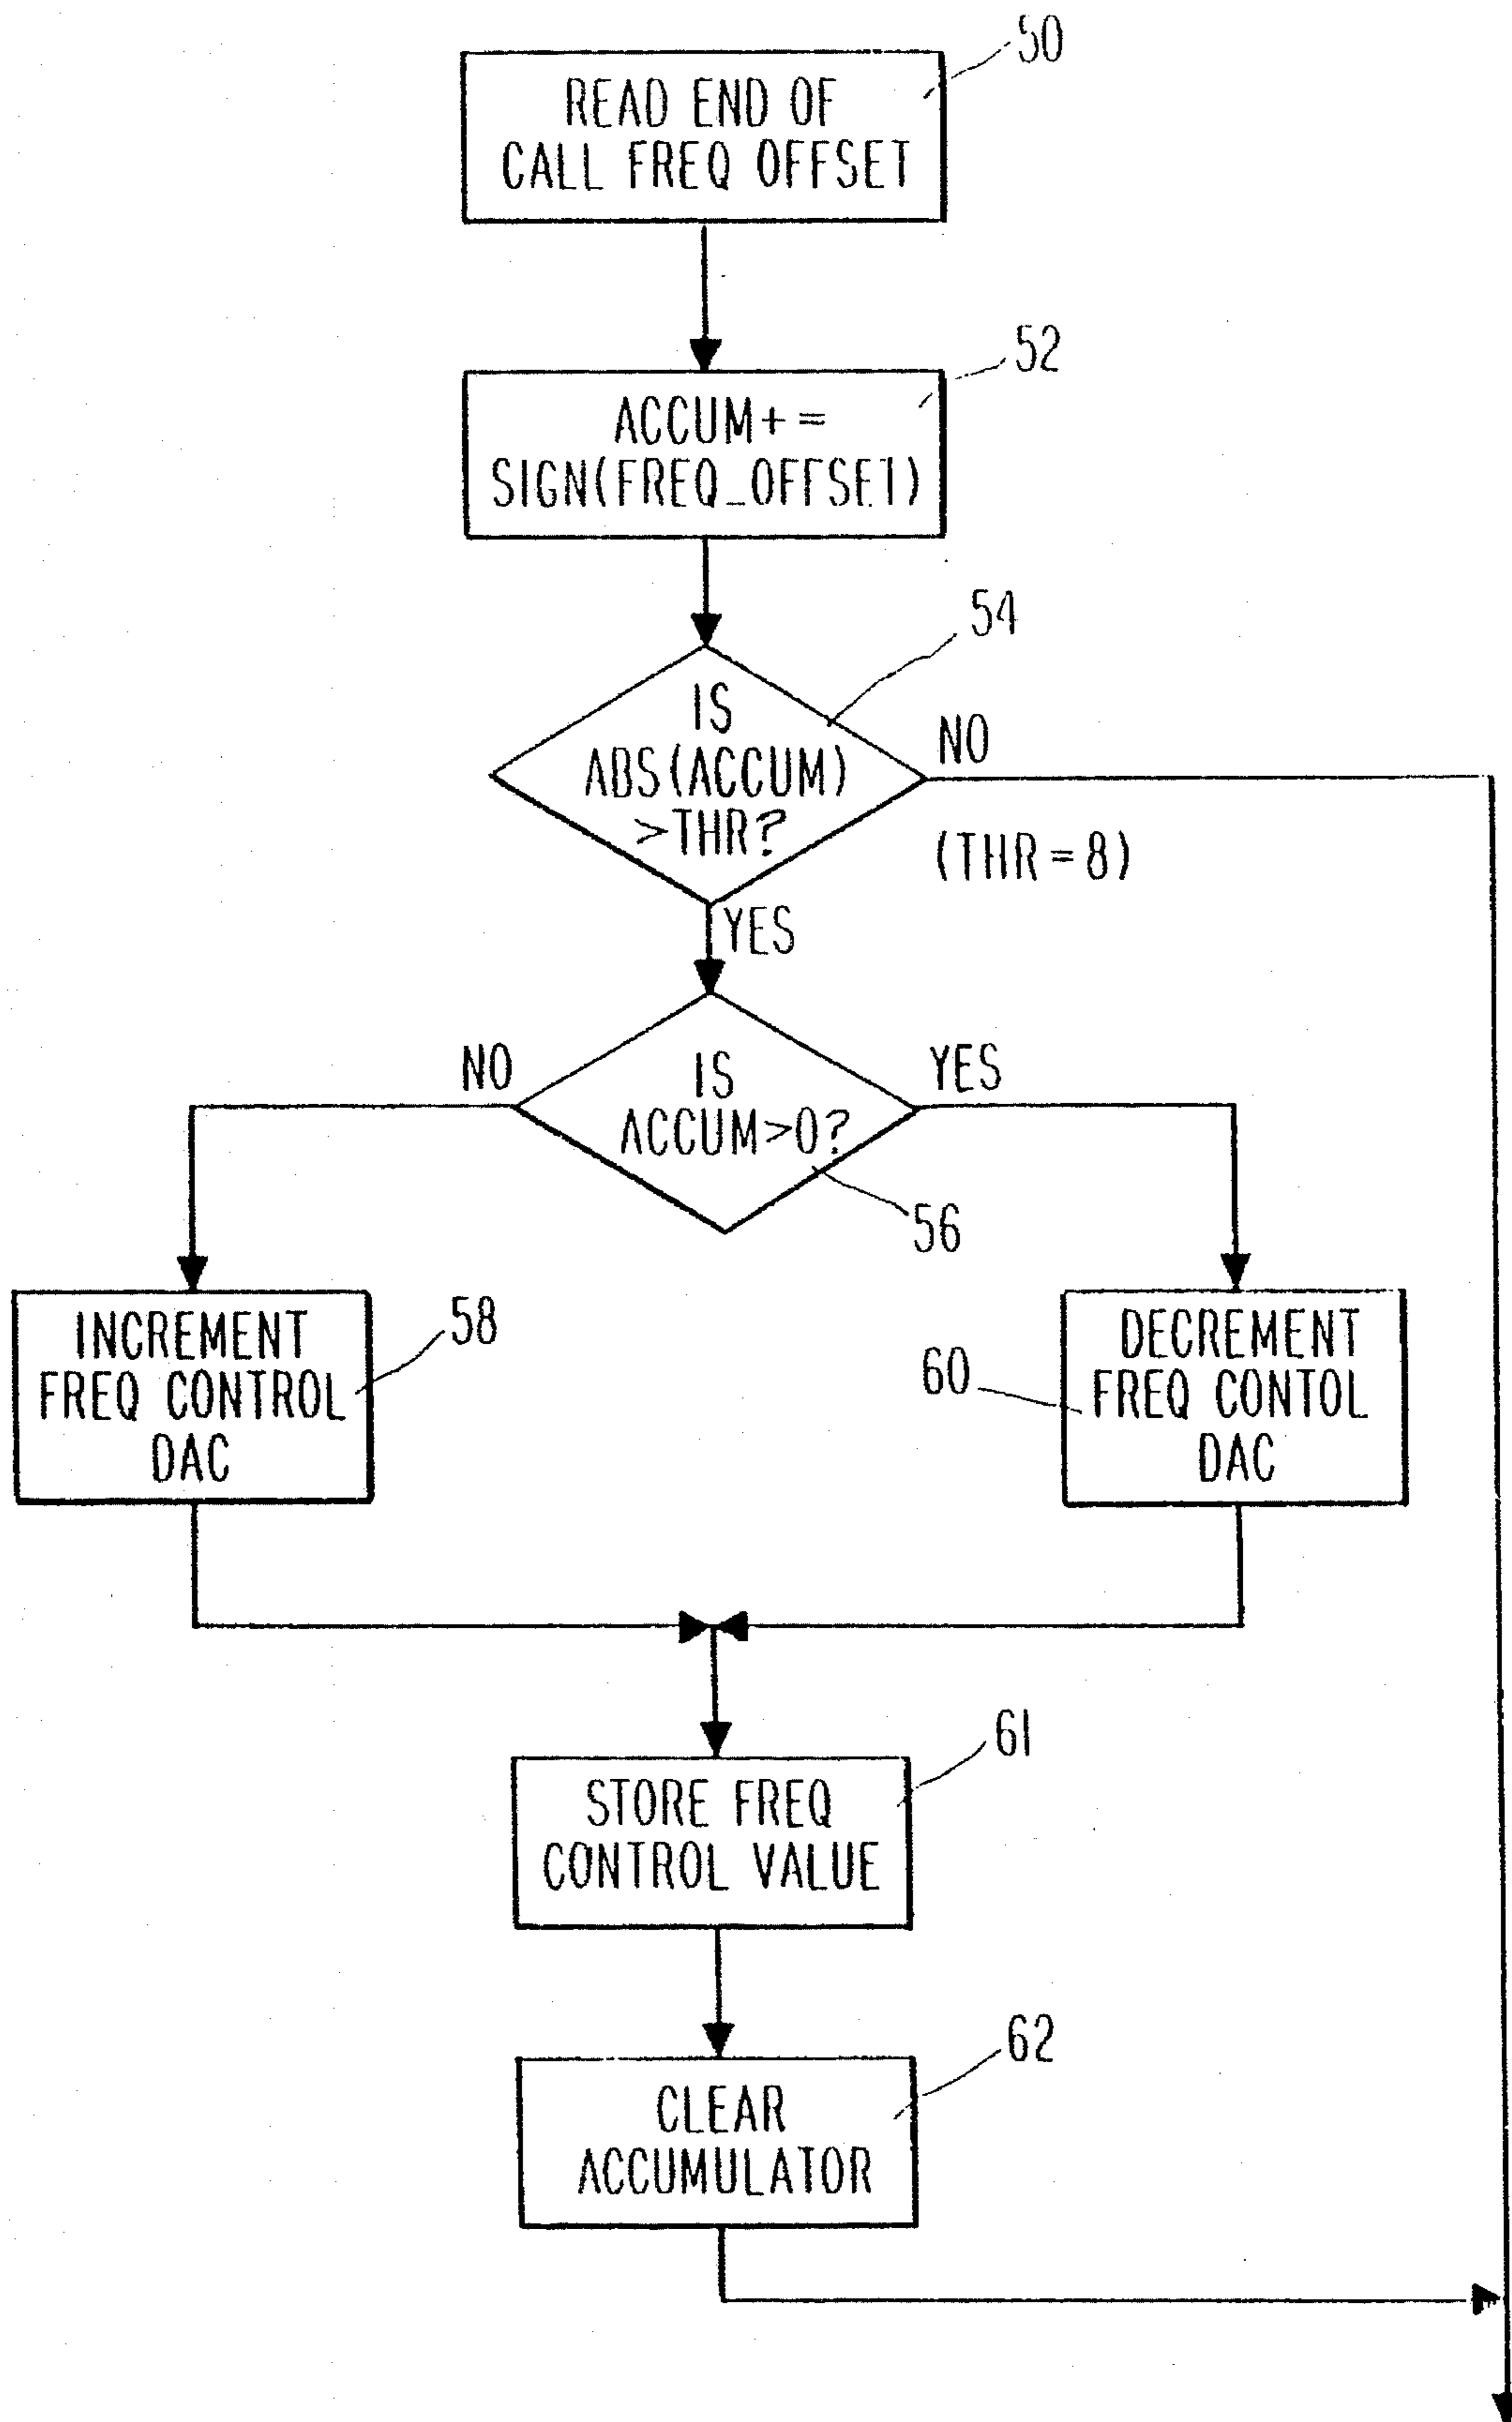 50
READ END OF
CALL FREQ OFFSET
52
ACCUM+=
SIGN(FREQ_OFFSET)
54
IS
ABS(ACCUM)
>THR?
NO
(THR=8)
YES
IS
ACCUM>0?
NO
YES
56
INCREMENT
FREQ CONTROL
DAC
58
60
DECREMENT
FREQ CONTOL
DAC
61
STORE FREQ
CONTROL VALUE
62
CLEAR
ACCUMULATOR